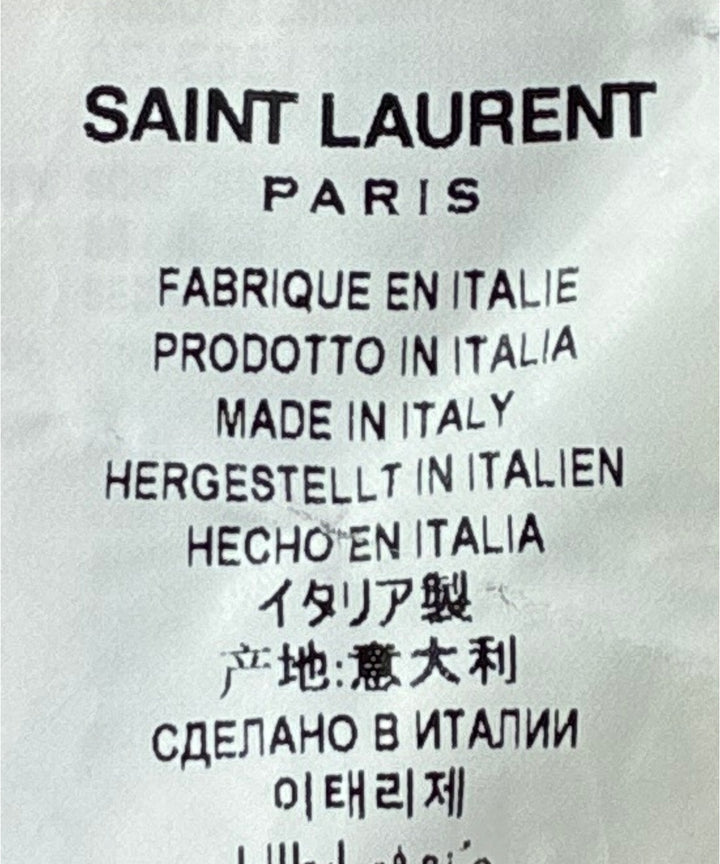 SAINT LAURENT
PARIS
FABRIQUE EN ITALIE
PRODOTTO IN ITALIA
MADE IN ITALY
HERGESTELLT IN ITALIEN
HECHO EN ITALIA
イタリア製
产地:意大利
СДЕЛАНО В ИТАЛИИ
이태리제